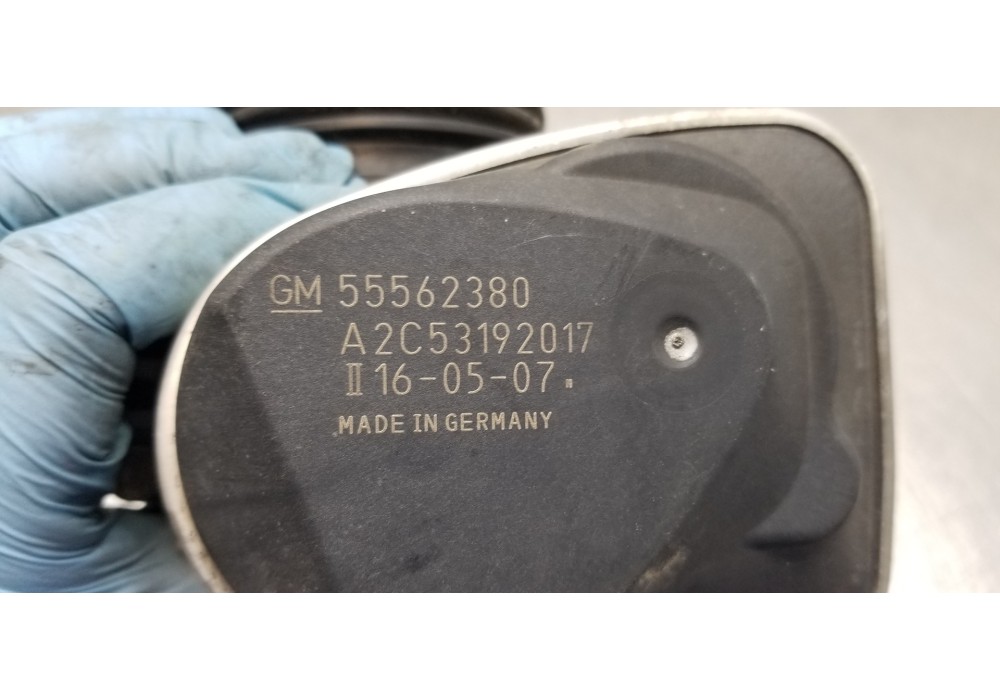 GM 55562380
A2C53192017
II 16-05-07.
MADE IN GERMANY